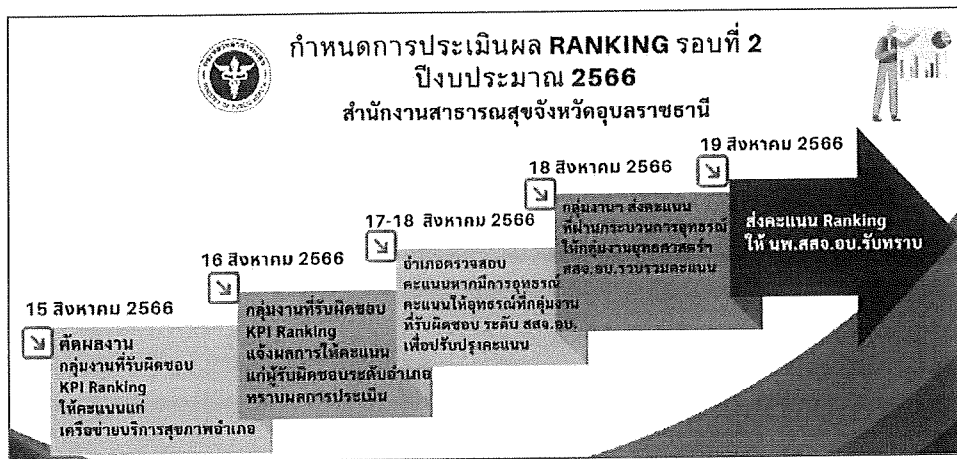 กำหนดการประเมินผล RANKING รอบที่ 2
ปีงบประมาณ 2566
สำนักงานสาธารณสุขจังหวัดอุบลราชธานี
15 สิงหาคม 2566
ตัดผลงาน
กลุ่มงานที่รับผิดชอบ
KPI Ranking
ให้คะแนนแก่
เครือข่ายบริการสุขภาพอำเภอ
16 สิงหาคม 2566
กลุ่มงานที่รับผิดชอบ
KPI Ranking
แจ้งผลการให้คะแนน
แก่ผู้รับผิดชอบระดับอำเภอ
ทราบผลการประเมิน
17-18 สิงหาคม 2566
อำเภอตรวจสอบ
คะแนนหากมีการอุทธรณ์
คะแนนให้อุทธรณ์ที่กลุ่มงาน
ที่รับผิดชอบ ระดับ สสจ.อบ.
เพื่อปรับปรุงคะแนน
18 สิงหาคม 2566
กลุ่มงานฯ ส่งคะแนน
ที่ผ่านกระบวนการอุทธรณ์
ให้กลุ่มงานยุทธศาสตร์ฯ
สสจ.อบ.รวบรวมคะแนน
19 สิงหาคม 2566
ส่งคะแนน Ranking
ให้ นพ.สสจ.อบ.รับทราบ